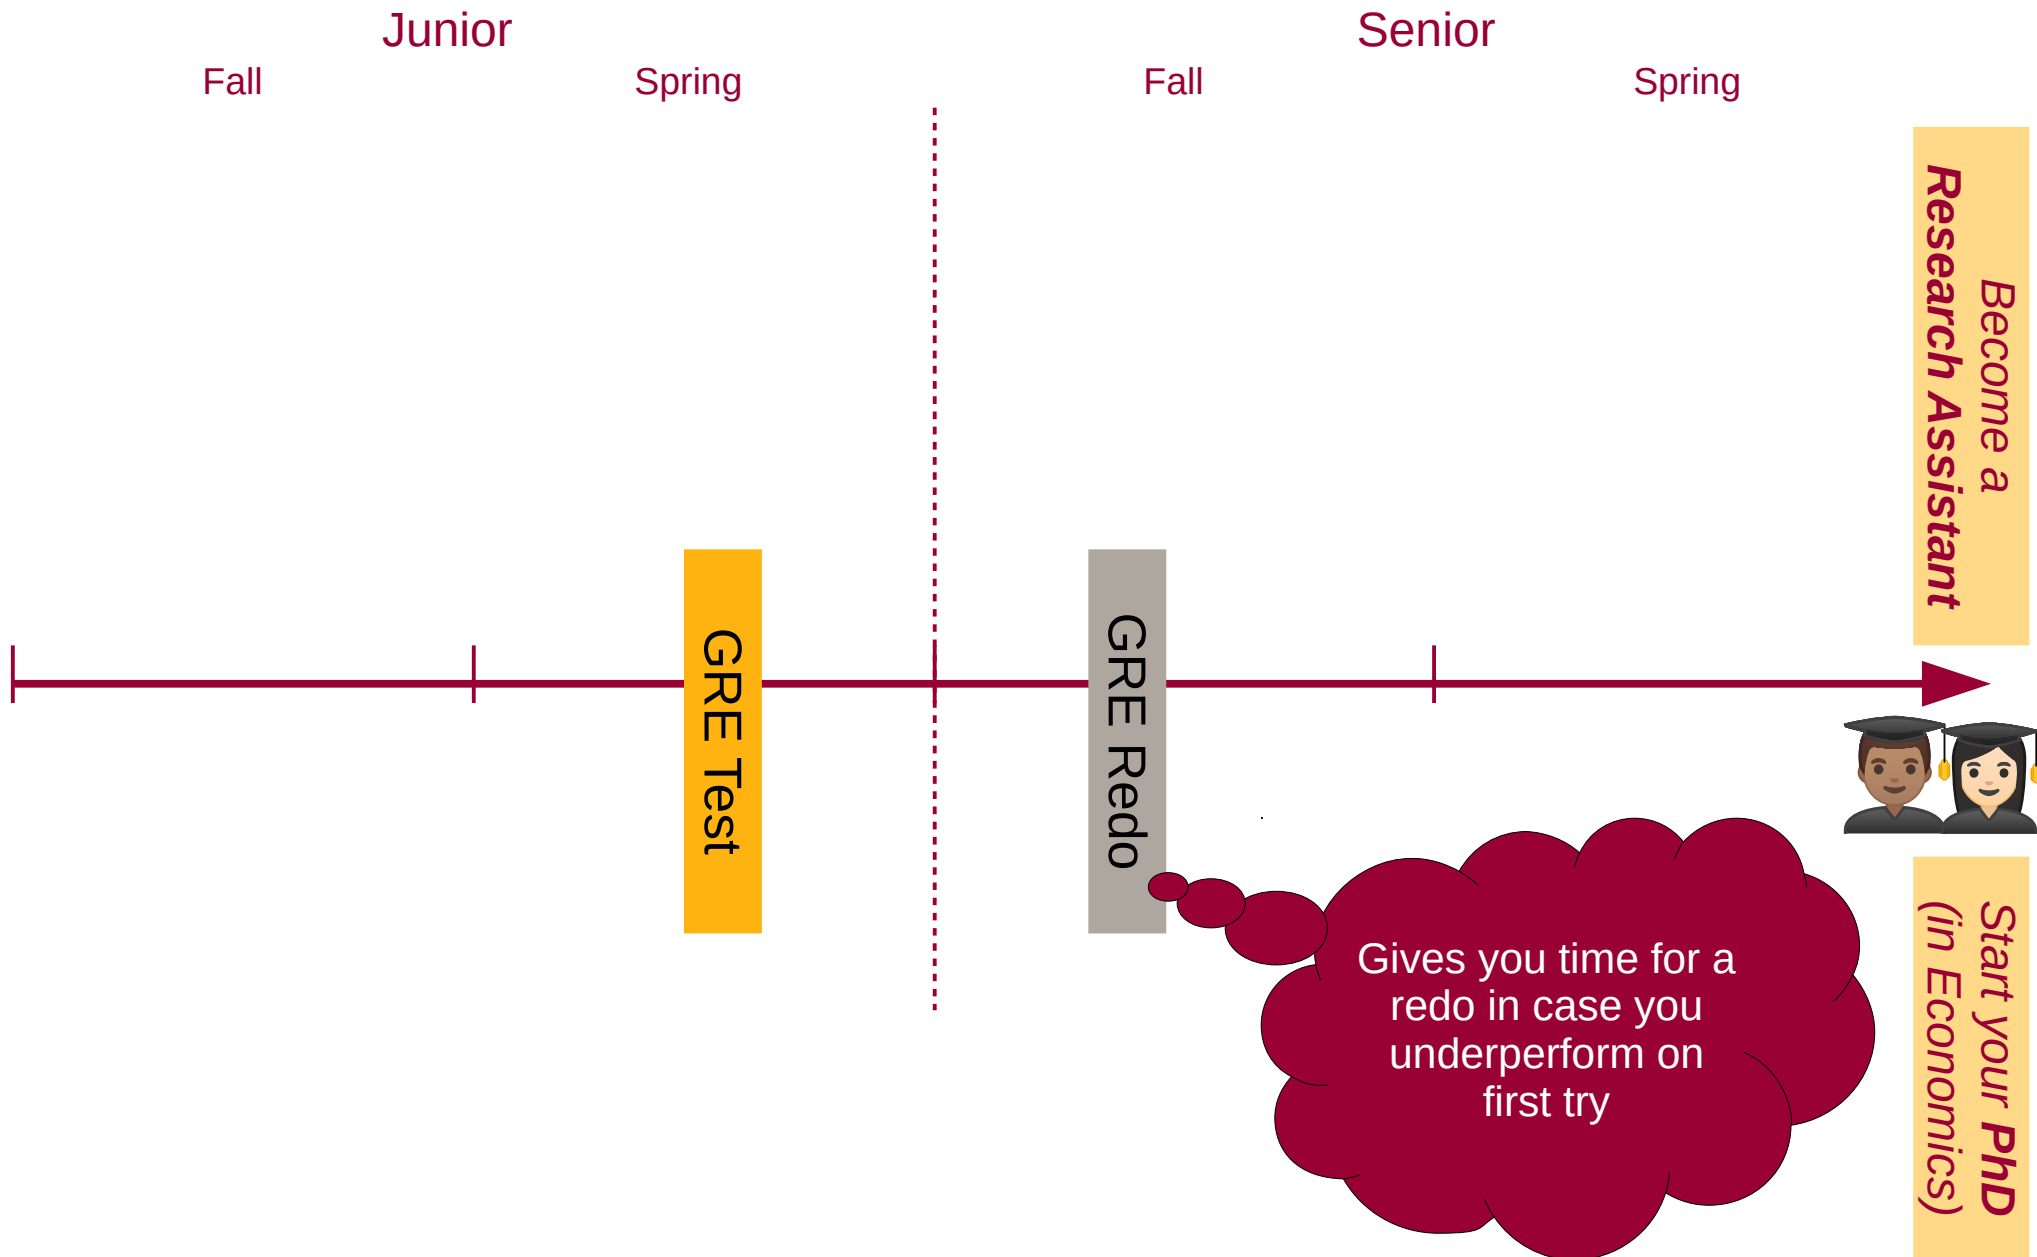 Junior
Senior
Fall
Spring
Fall
Spring
Become a
Research Assistant
GRE Test
GRE Redo
Gives you time for a
redo in case you
underperform on
first try
Start your PhD
(in Economics)